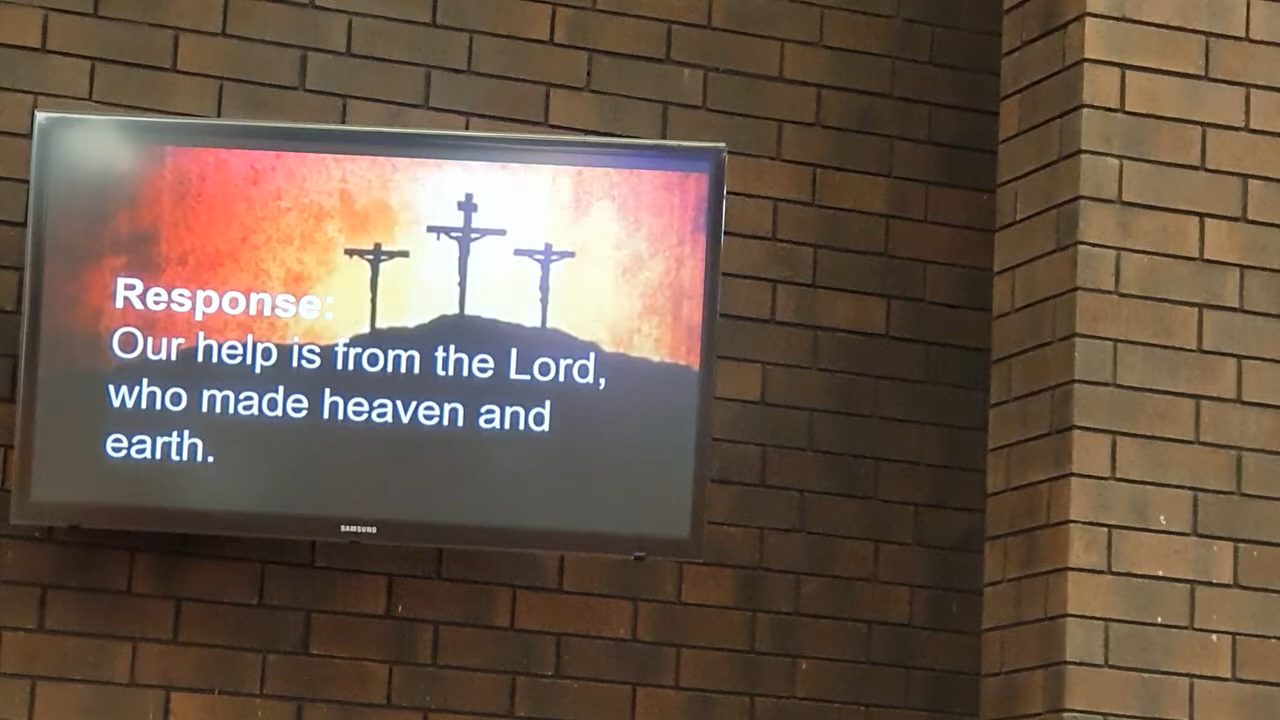 Response:
Our help is from the Lord,
who made heaven and
earth.
SAMSUNG